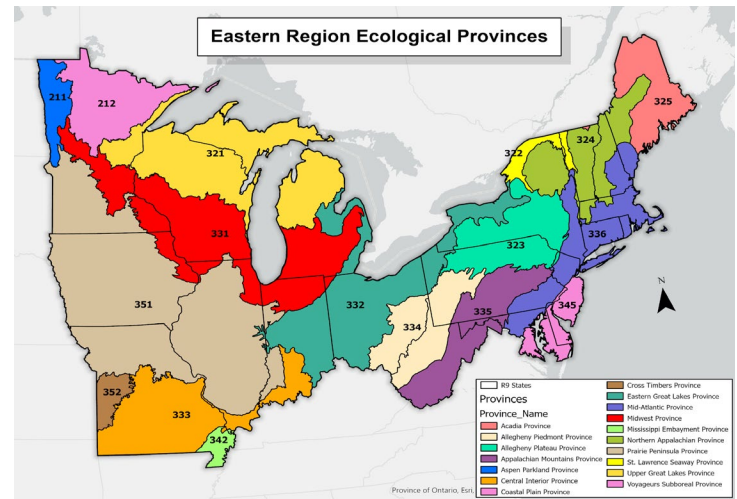 Eastern Region Ecological Provinces
211
212
321
325
322
324
331
323
336
351
332
345
334
335
352
333
342
N
R9 States
Provinces
Province_Name
Acadia Province
Allegheny Piedmont Province
Allegheny Plateau Province
Appalachian Mountains Province
Aspen Parkland Province
Central Interior Province
Coastal Plain Province
Cross Timbers Province
Eastern Great Lakes Province
Mid-Atlantic Province
Midwest Province
Mississippi Embayment Province
Northern Appalachian Province
Prairie Peninsula Province
St. Lawrence Seaway Province
Upper Great Lakes Province
Voyageurs Subboreal Province
Province of Ontario, Esri,